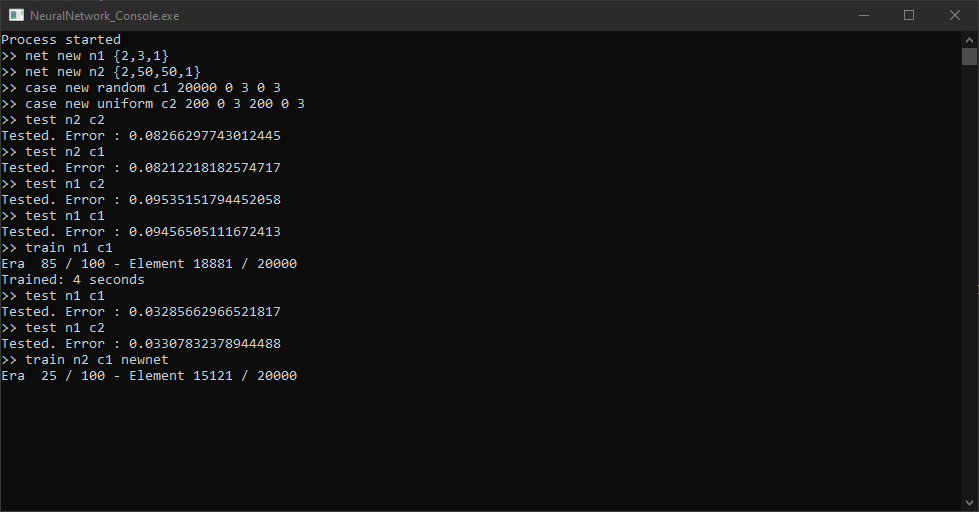 NeuralNetwork_Console.exe
Process started
>> net new n1 {2,3,1}
>> net new n2 {2,50,50,1}
>> case new random c1 20000 0 3 0 3
>> case new uniform c2 200 0 3 200 0 3
>> test n2 c2
Tested. Error : 0.08266297743012445
>> test n2 c1
Tested. Error : 0.08212218182574717
>> test n1 c2
Tested. Error : 0.09535151794452058
>> test n1 c1
Tested. Error : 0.09456505111672413
>> train n1 c1
Era  85 / 100 - Element 18881 / 20000
Trained: 4 seconds
>> test n1 c1
Tested. Error : 0.03285662966521817
>> test n1 c2
Tested. Error : 0.03307832378944488
>> train n2 c1 newnet
Era  25 / 100 - Element 15121 / 20000